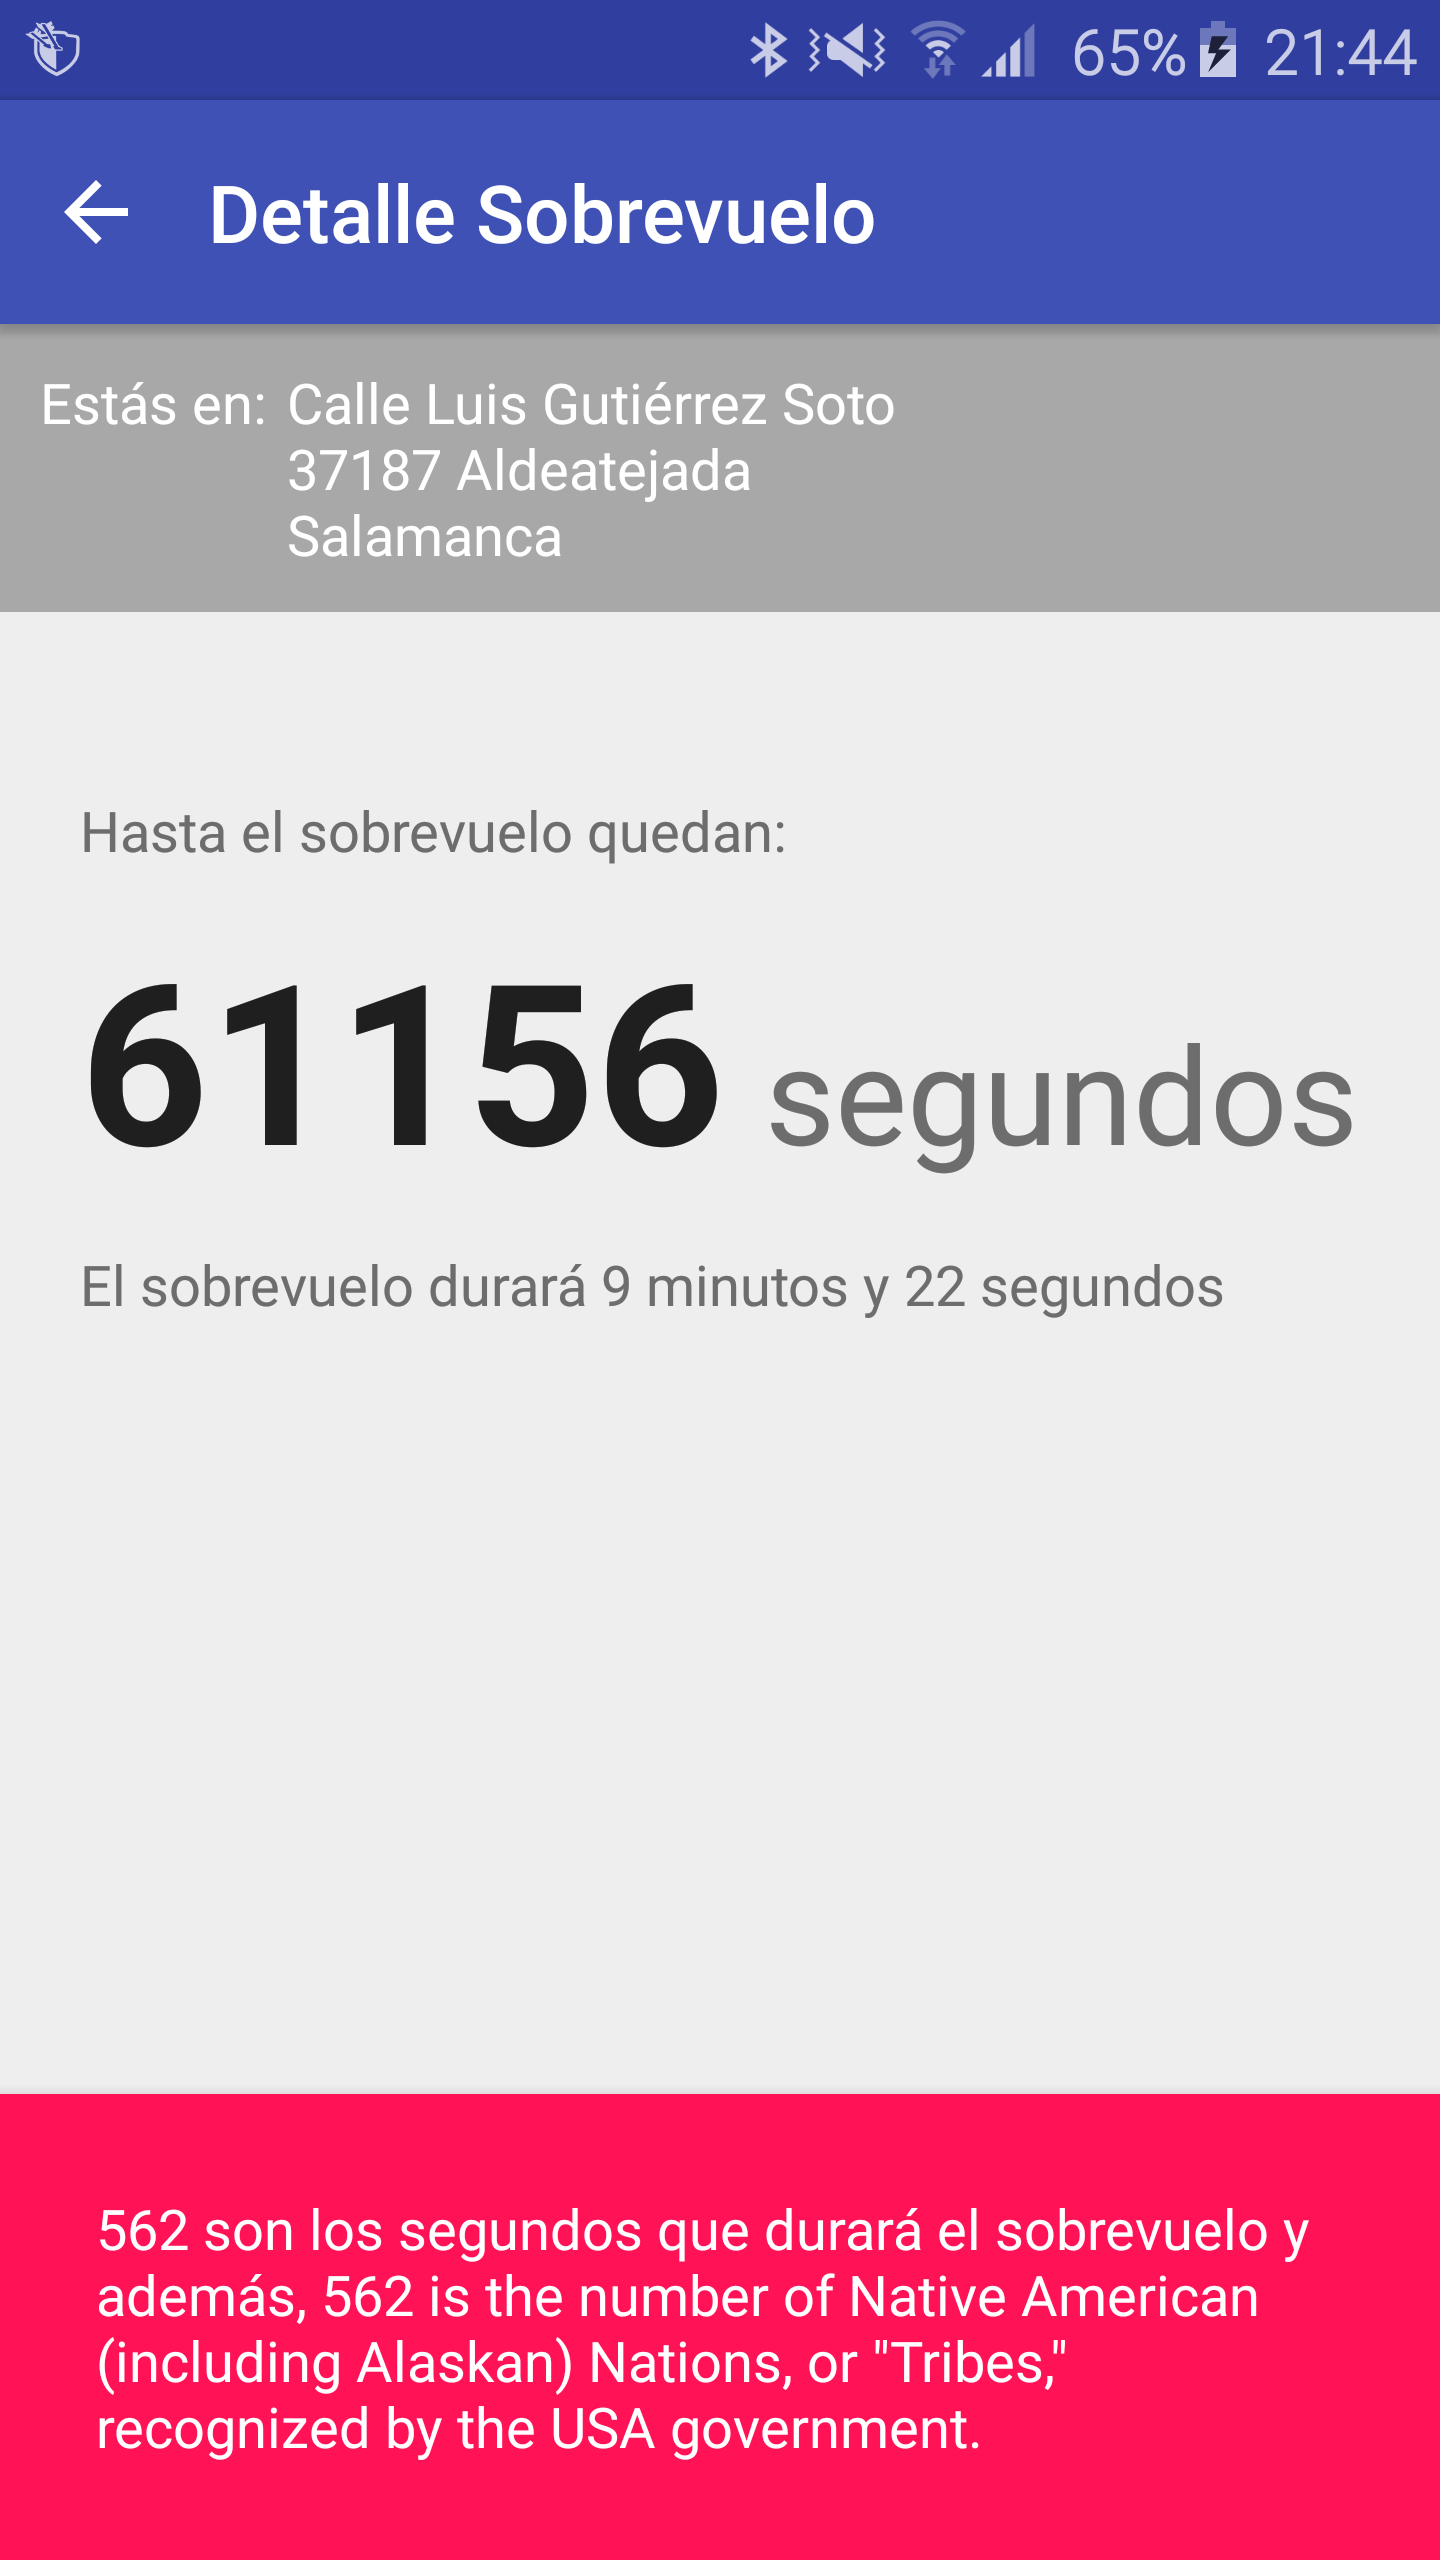 65% 21:44
Detalle Sobrevuelo
Estás en: Calle Luis Gutiérrez Soto
37187 Aldeatejada
Salamanca
Hasta el sobrevuelo quedan:
61156 segundos
El sobrevuelo durará 9 minutos y 22 segundos
562 son los segundos que durará el sobrevuelo y
además, 562 is the number of Native American
(including Alaskan) Nations, or "Tribes,"
recognized by the USA government.